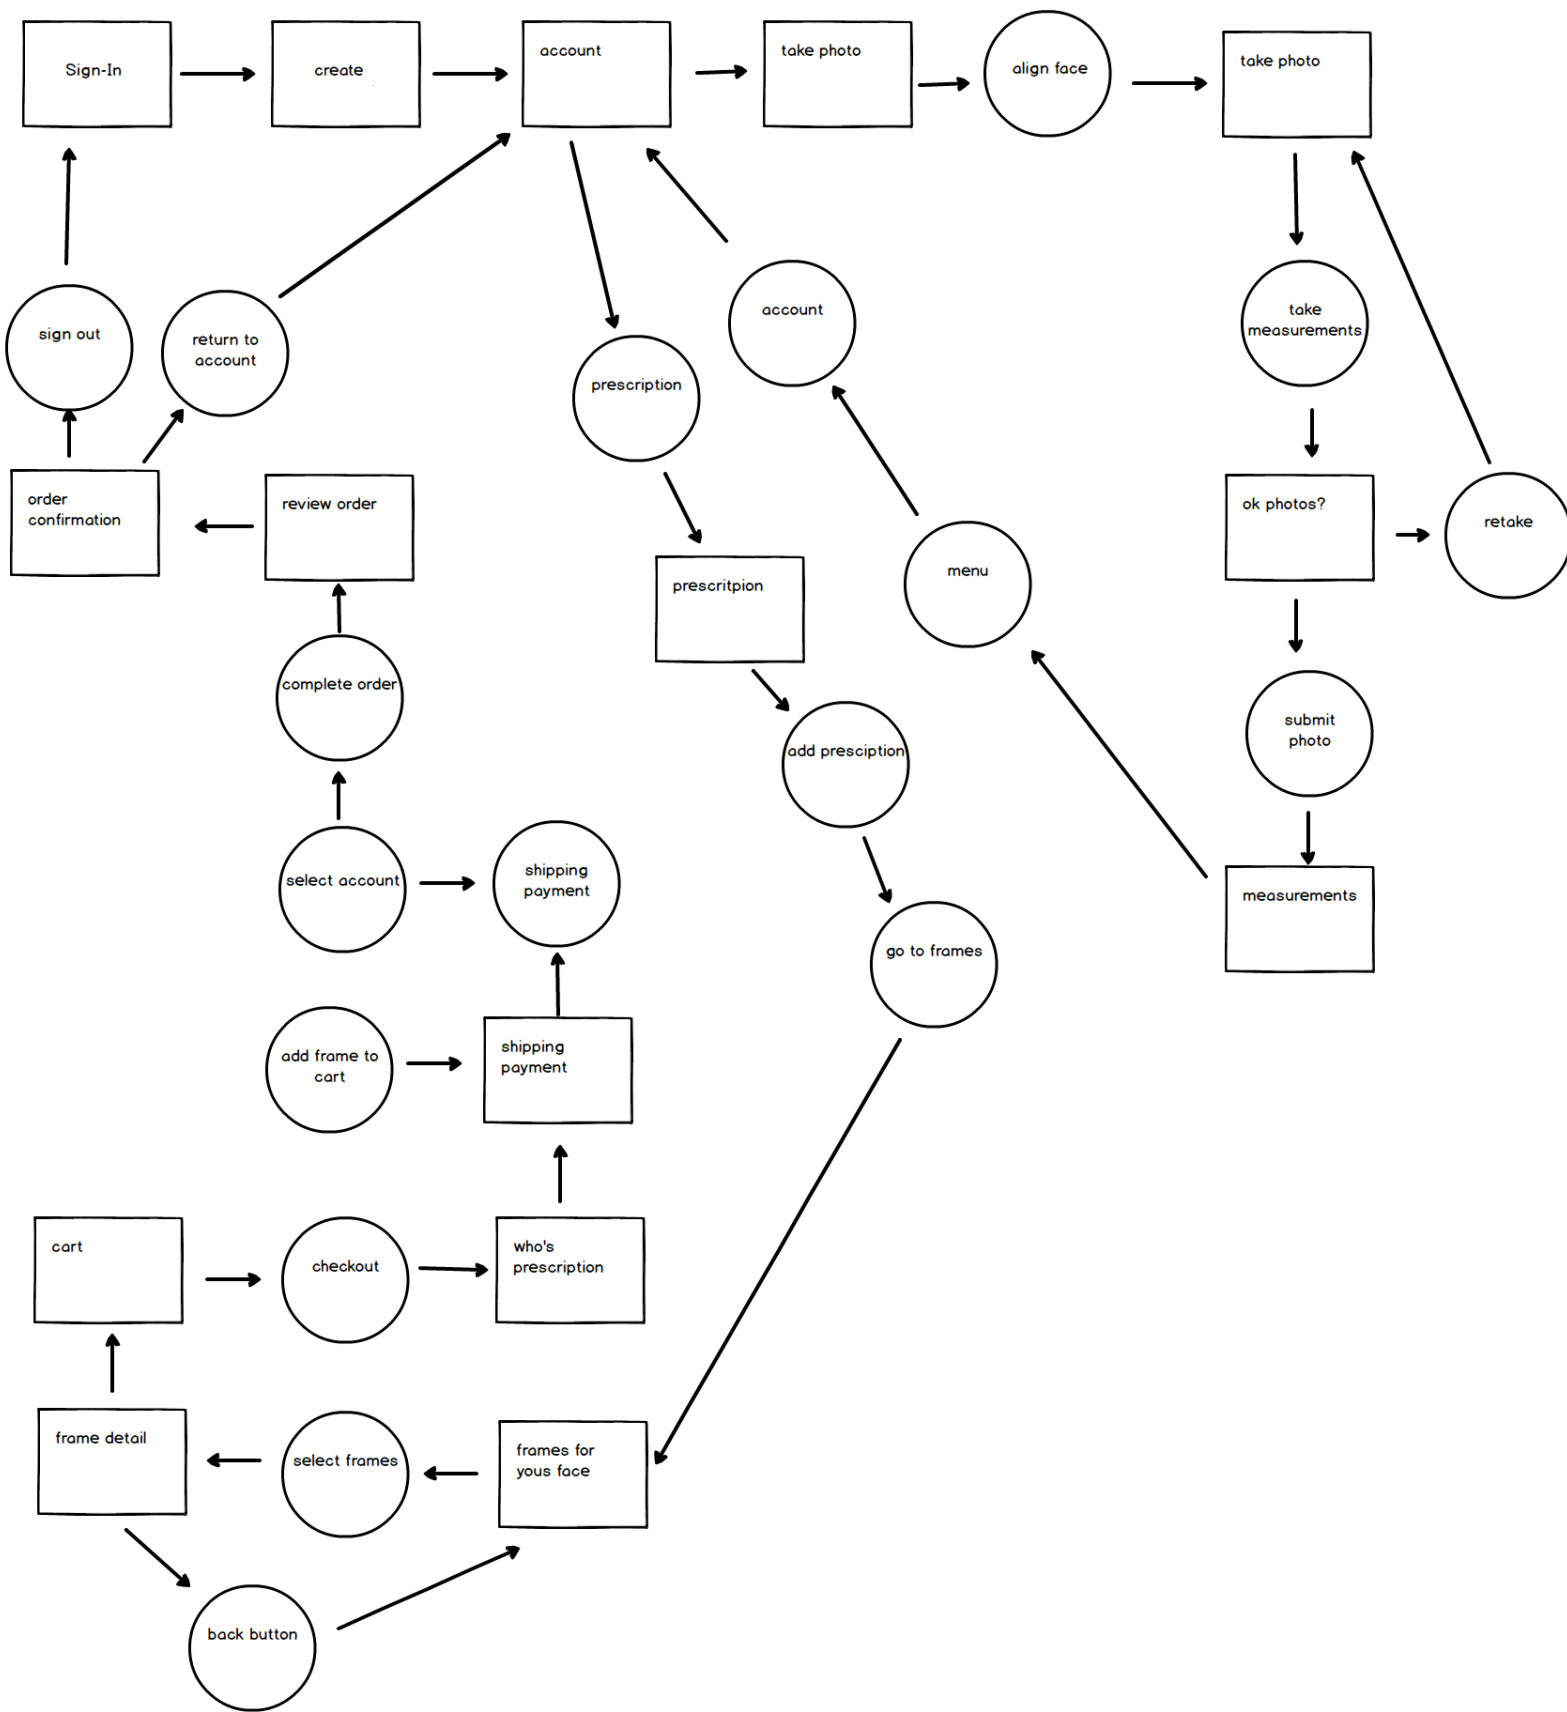 Sign-In
create
account
take photo
align face
take photo
sign out
return to
account
prescription
account
take
measurements
order
confirmation
review order
prescritpion
menu
ok photos?
retake
complete order
add presciption
submit
photo
select account
shipping
payment
go to frames
measurements
add frame to
cart
shipping
payment
cart
checkout
who's
prescription
frame detail
select frames
frames for
yous face
back button